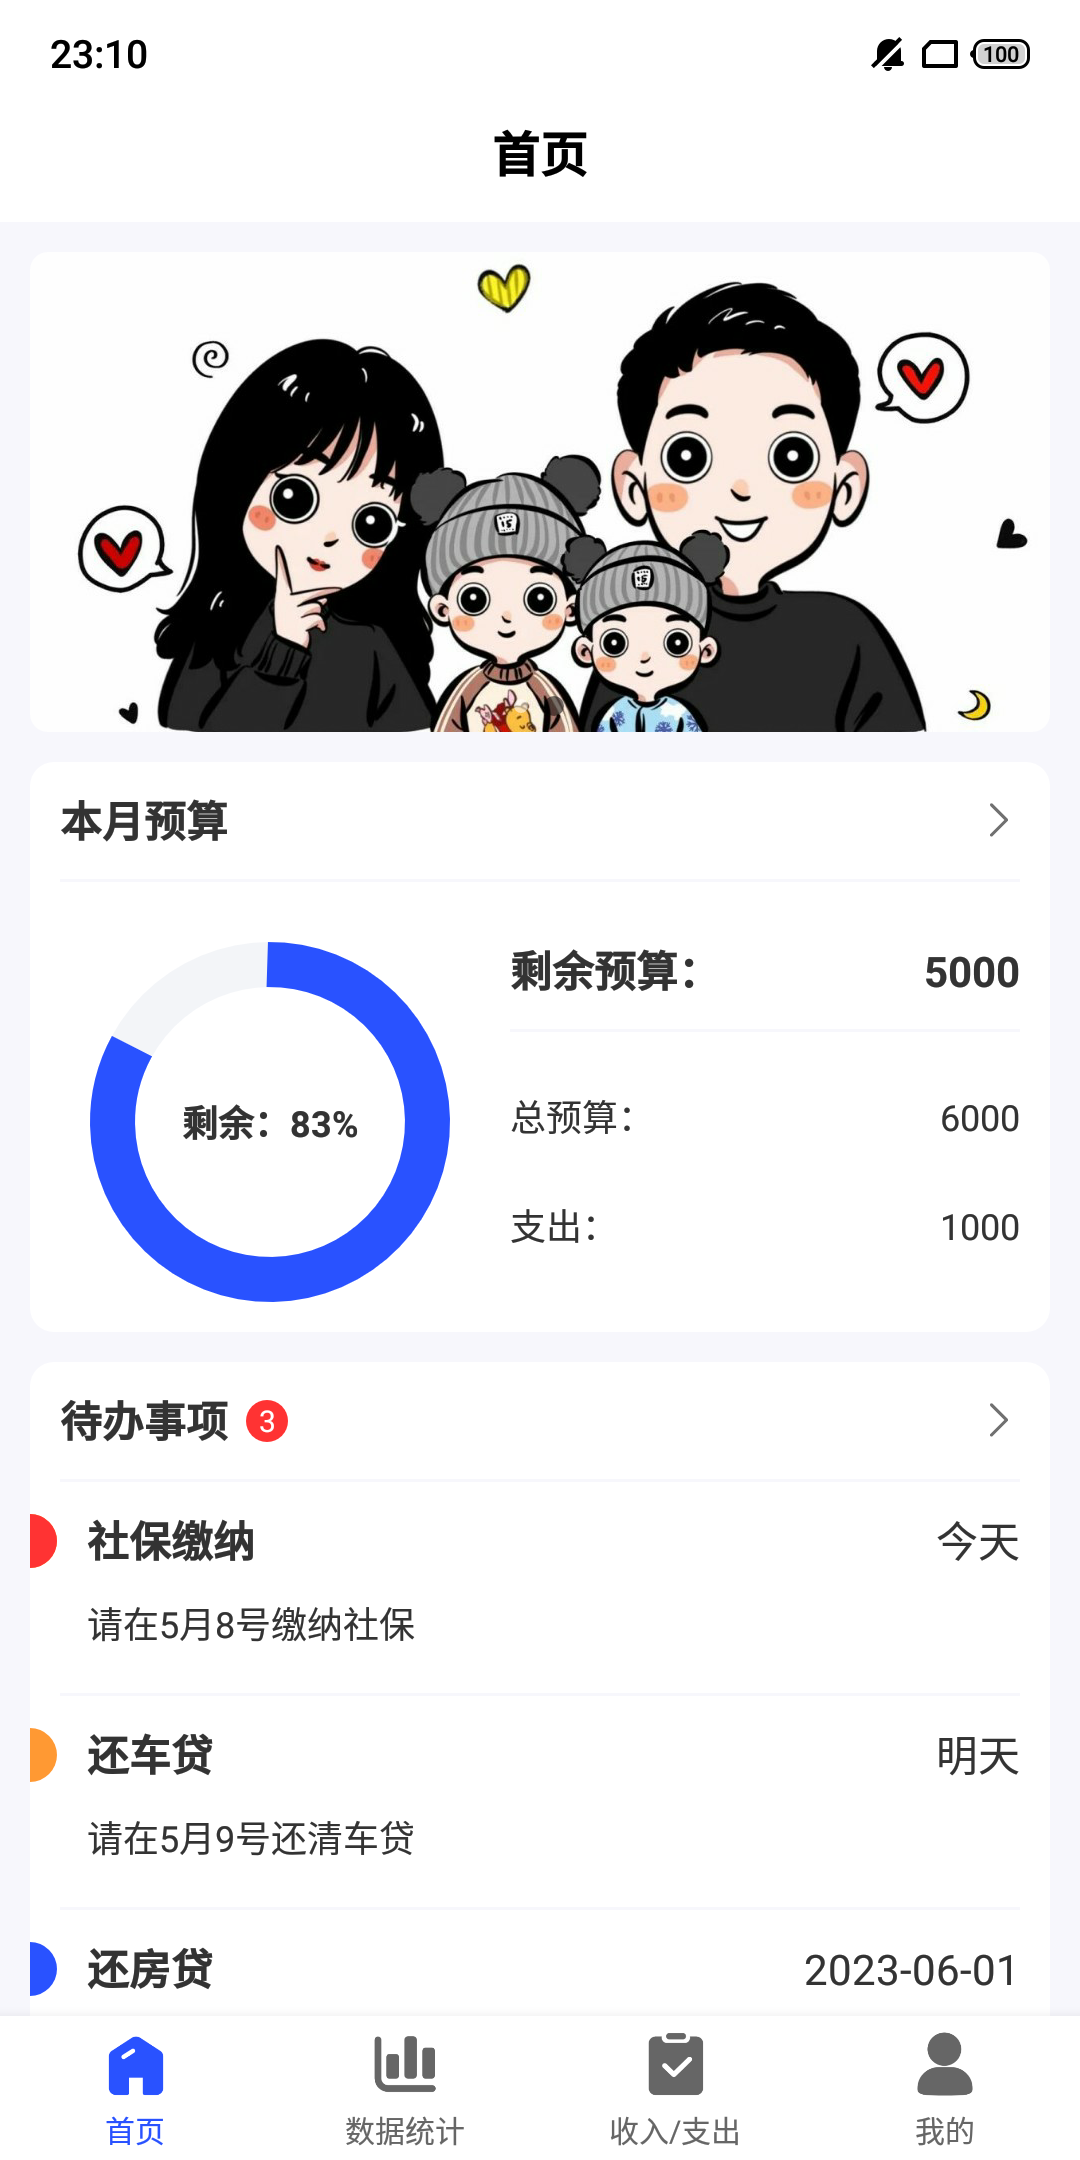 23:10
100
首页
本月预算
剩余预算： 5000
剩余：83%
总预算： 6000
支出： 1000
待办事项 3
社保缴纳 今天
请在5月8号缴纳社保
还车贷 明天
请在5月9号还清车贷
还房贷 2023-06-01
首页 数据统计 收入/支出 我的